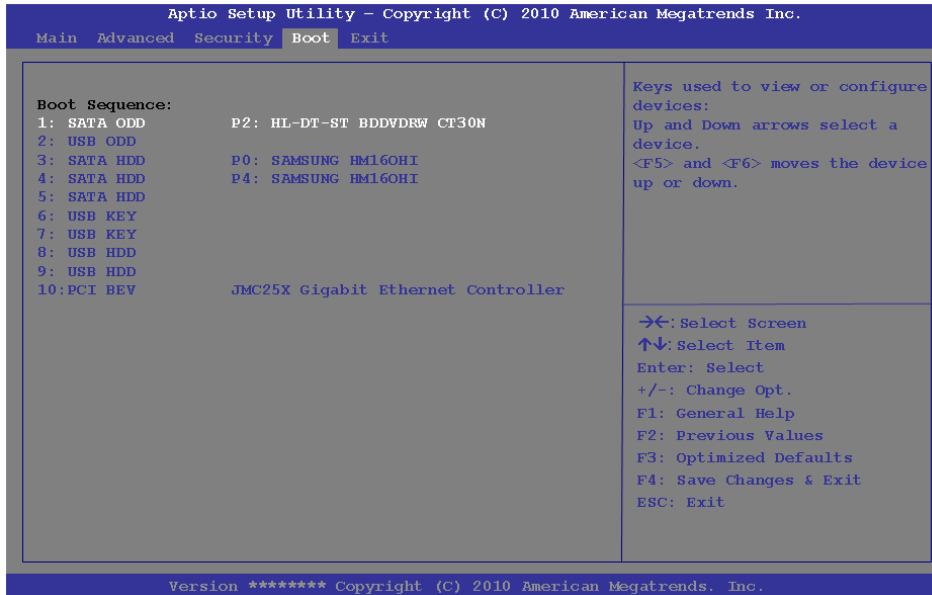 Aptio Setup Utility – Copyright (C) 2010 American Megatrends Inc.
Main Advanced Security Boot Exit
Boot Sequence:
1: SATA ODD P2: HL-DT-ST BDDVDRW CT30N
2: USB ODD
3: SATA HDD P0: SAMSUNG HM160HI
4: SATA HDD P4: SAMSUNG HM160HI
5: SATA HDD
6: USB KEY
7: USB KEY
8: USB HDD
9: USB HDD
10:PCI BEV JMC25X Gigabit Ethernet Controller
Keys used to view or configure
devices:
Up and Down arrows select a
device.
<F5> and <F6> moves the device
up or down.
→←: Select Screen
↑↓: Select Item
Enter: Select
+/-: Change Opt.
F1: General Help
F2: Previous Values
F3: Optimized Defaults
F4: Save Changes & Exit
ESC: Exit
Version ******** Copyright (C) 2010 American Megatrends. Inc.